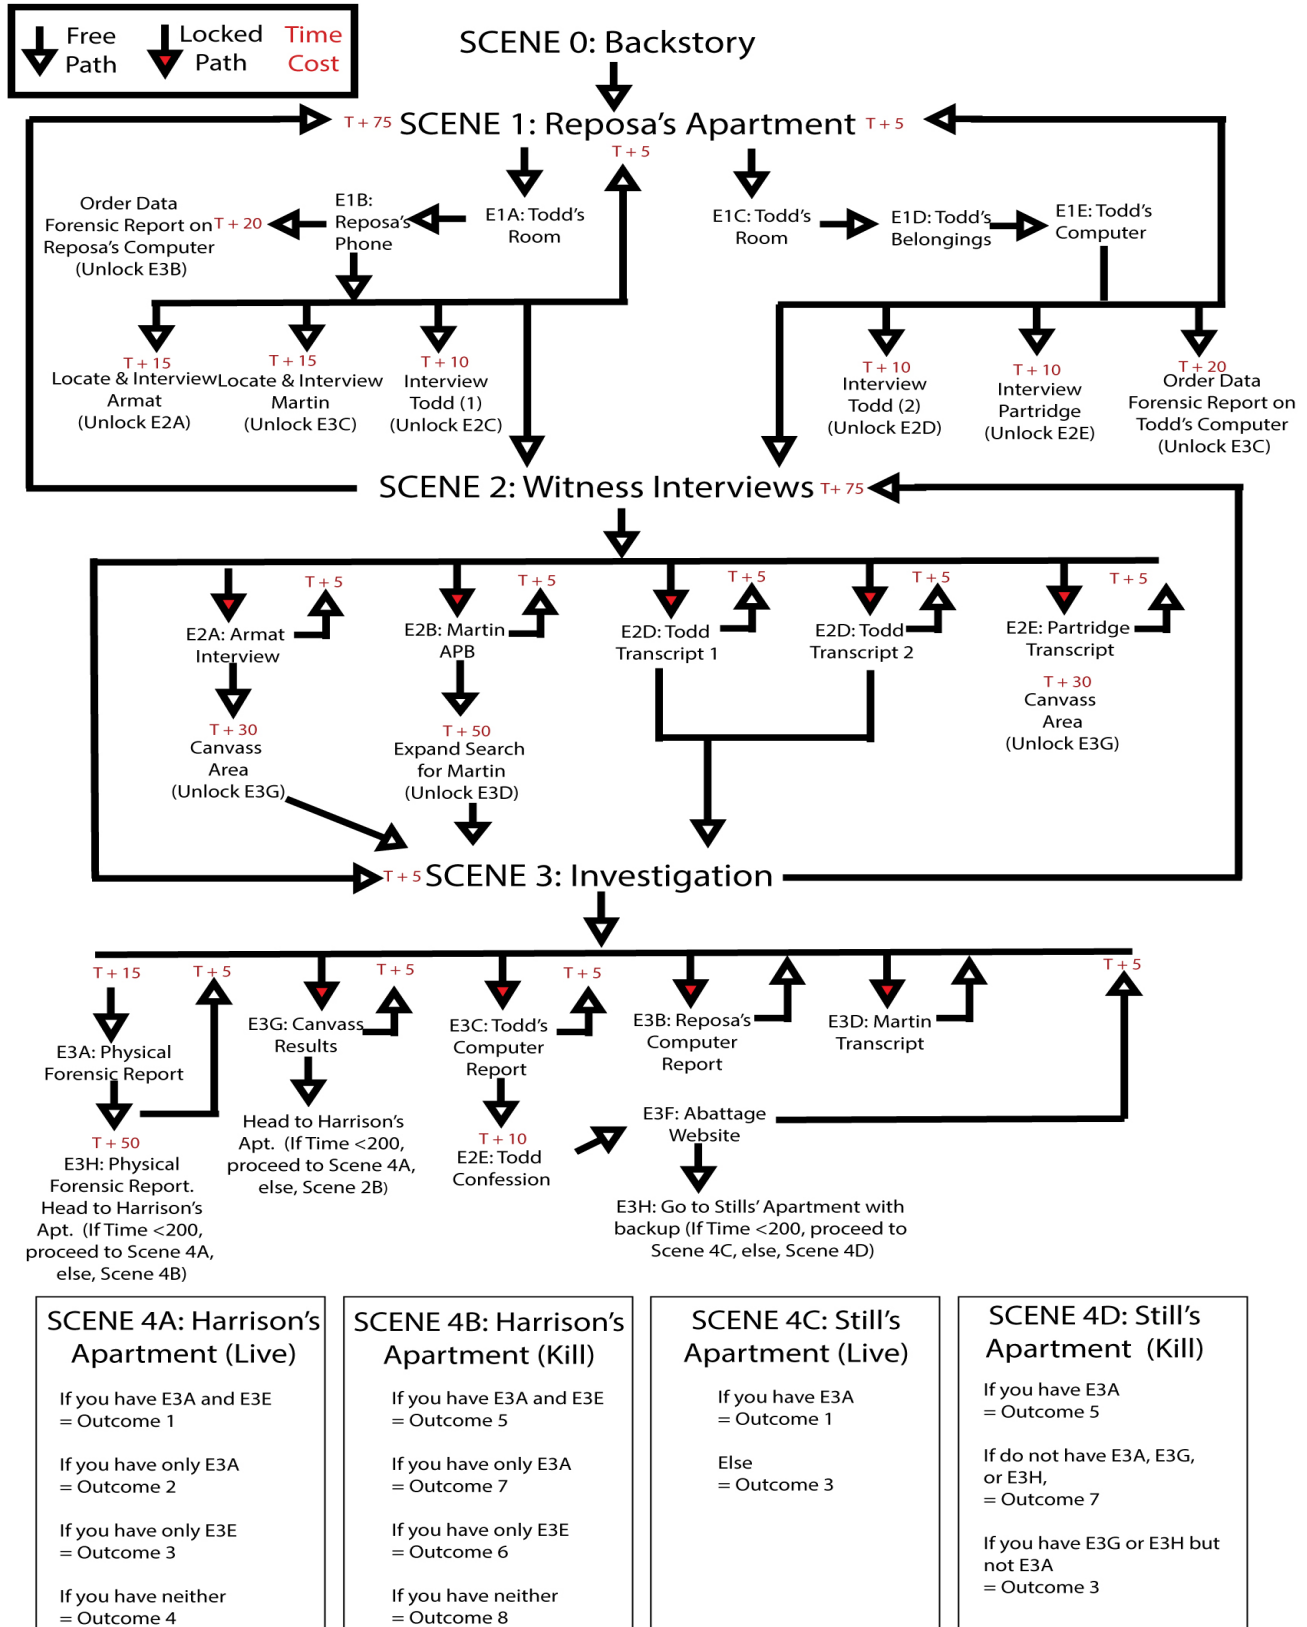 Free
Path
Locked
Path
Time
Cost
SCENE 0: Backstory
T + 75
SCENE 1: Reposa's Apartment
T + 5
T + 5
Order Data
Forensic Report on
Reposa's Computer
(Unlock E3B)
T + 20
E1B:
Reposa's
Phone
E1A: Todd's
Room
E1C: Todd's
Room
E1D: Todd's
Belongings
E1E: Todd's
Computer
T + 15
Locate & Interview
Armat
(Unlock E2A)
T + 15
Locate & Interview
Martin
(Unlock E3C)
T + 10
Interview
Todd (1)
(Unlock E2C)
T + 10
Interview
Todd (2)
(Unlock E2D)
T + 10
Interview
Partridge
(Unlock E2E)
T + 20
Order Data
Forensic Report on
Todd's Computer
(Unlock E3C)
SCENE 2: Witness Interviews
T+ 75
T + 5
T + 5
T + 5
T + 5
T + 5
E2A: Armat
Interview
E2B: Martin
APB
E2D: Todd
Transcript 1
E2D: Todd
Transcript 2
E2E: Partridge
Transcript
T + 30
Canvass
Area
(Unlock E3G)
T + 50
Expand Search
for Martin
(Unlock E3D)
T + 30
Canvass
Area
(Unlock E3G)
T + 5
SCENE 3: Investigation
T + 15
T + 5
T + 5
T + 5
T + 5
E3A: Physical
Forensic Report
E3G: Canvass
Results
E3C: Todd's
Computer
Report
E3B: Reposa's
Computer
Report
E3D: Martin
Transcript
T + 50
E3H: Physical
Forensic Report.
Head to Harrison's
Apt.  (If Time <200,
proceed to Scene 4A,
else, Scene 4B)
Head to Harrison's
Apt.  (If Time <200,
proceed to Scene 4A,
else, Scene 2B)
T + 10
E2E: Todd
Confession
E3F: Abattage
Website
E3H: Go to Stills' Apartment with
backup (If Time <200, proceed to
Scene 4C, else, Scene 4D)
SCENE 4A: Harrison's
Apartment (Live)
If you have E3A and E3E
= Outcome 1
If you have only E3A
= Outcome 2
If you have only E3E
= Outcome 3
If you have neither
= Outcome 4
SCENE 4B: Harrison's
Apartment (Kill)
If you have E3A and E3E
= Outcome 5
If you have only E3A
= Outcome 7
If you have only E3E
= Outcome 6
If you have neither
= Outcome 8
SCENE 4C: Still's
Apartment (Live)
If you have E3A
= Outcome 1
Else
= Outcome 3
SCENE 4D: Still's
Apartment  (Kill)
If you have E3A
= Outcome 5
If do not have E3A, E3G,
or E3H,
= Outcome 7
If you have E3G or E3H but
not E3A
= Outcome 3